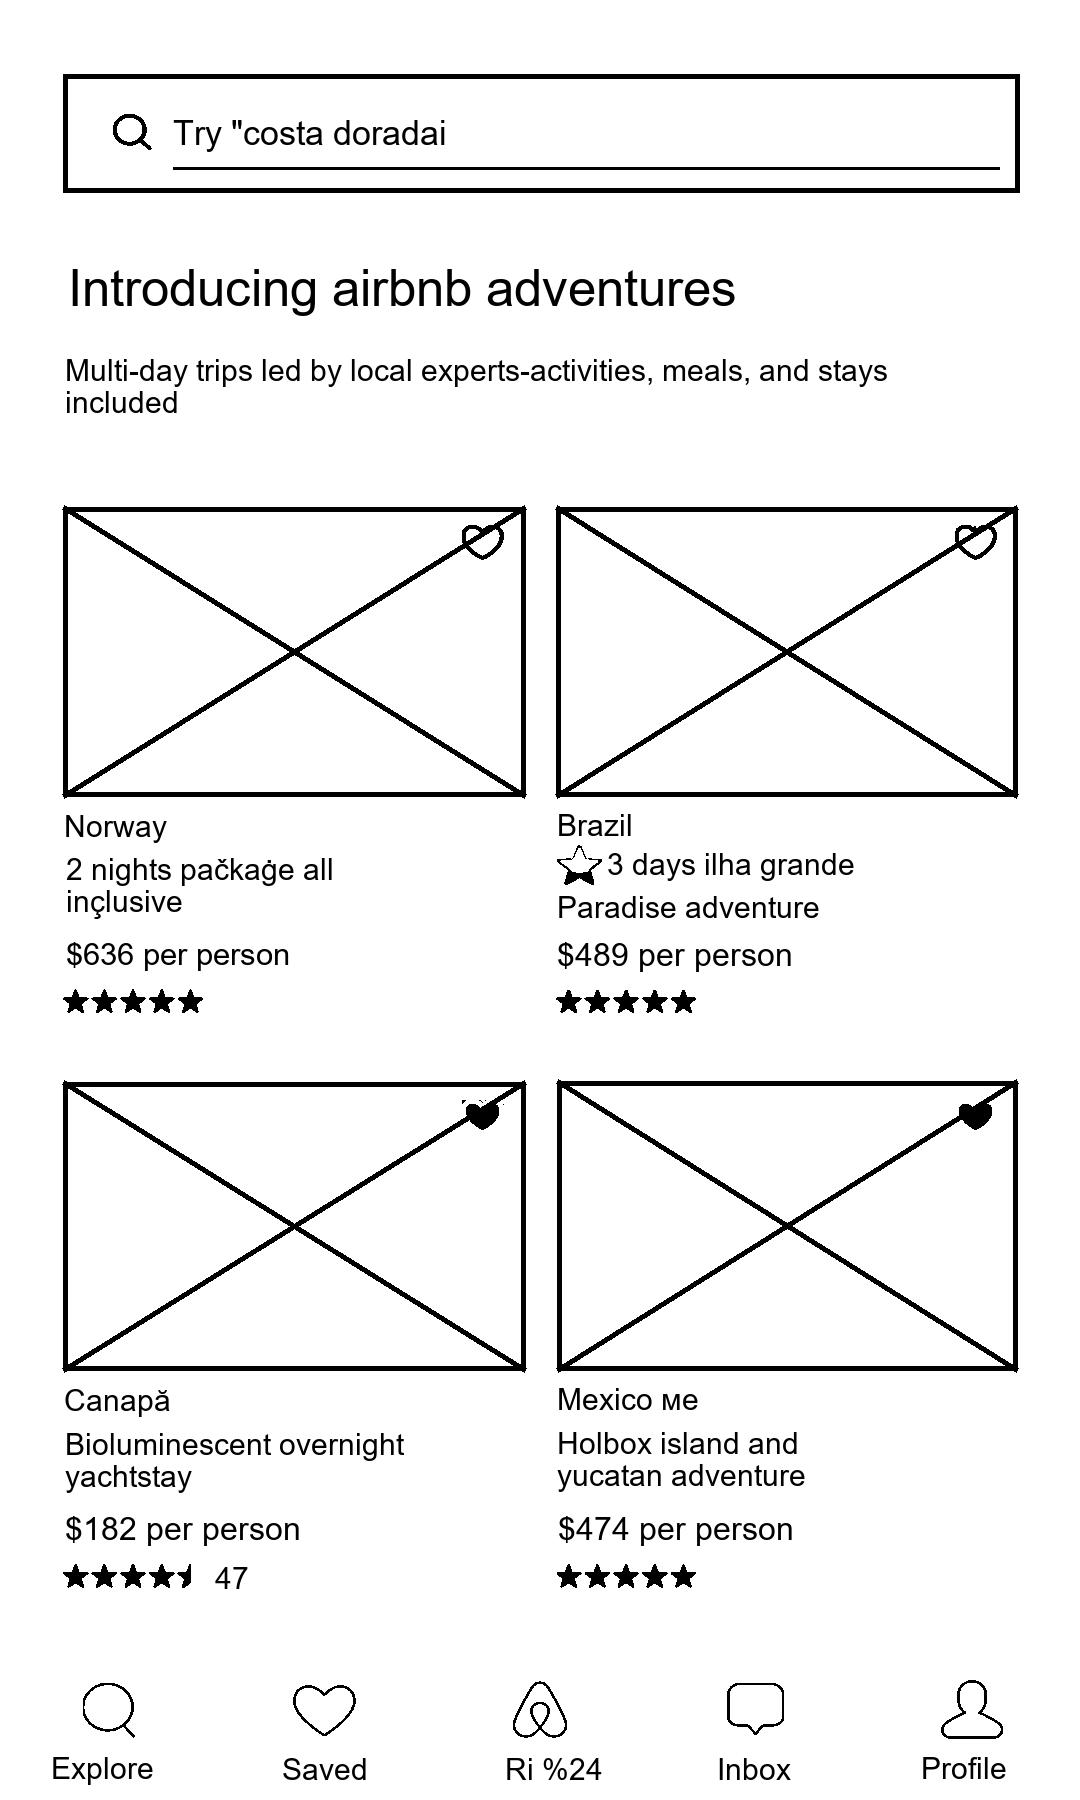 Try "costa doradai
Introducing airbnb adventures
Multi-day trips led by local experts-activities, meals, and stays
included
Norway
2 nights pačkaġe all
inçlusive
$636 per person
Brazil
3 days ilha grande
Paradise adventure
$489 per person
Canapă
Bioluminescent overnight
yachtstay
$182 per person
47
Mexico ме
Holbox island and
yucatan adventure
$474 per person
Explore
Saved
Ri %24
Inbox
Profile